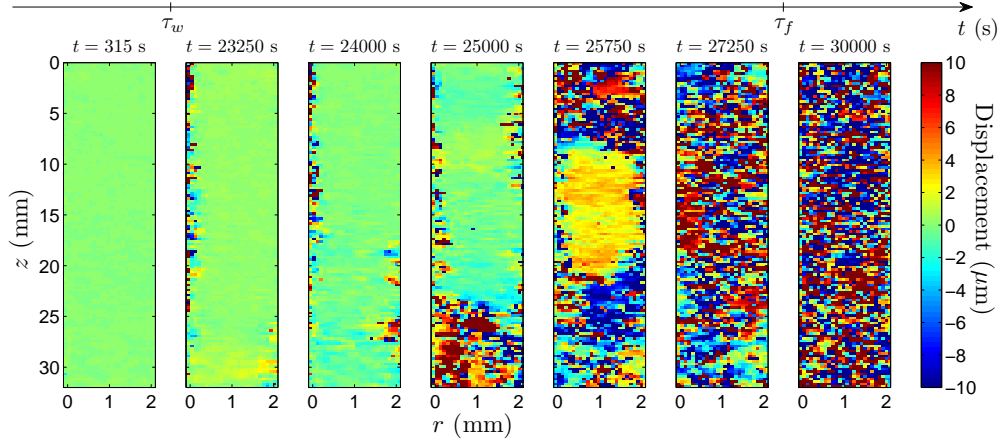 τ_w τ_f t (s)
t = 315 s t = 23250 s t = 24000 s t = 25000 s t = 25750 s t = 27250 s t = 30000 s
0 5 10 15 20 25 30
z (mm)
0 1 2 0 1 2 0 1 2 0 1 2 0 1 2 0 1 2 0 1 2
r (mm)
10 8 6 4 2 0 −2 −4 −6 −8 −10
Displacement (μm)